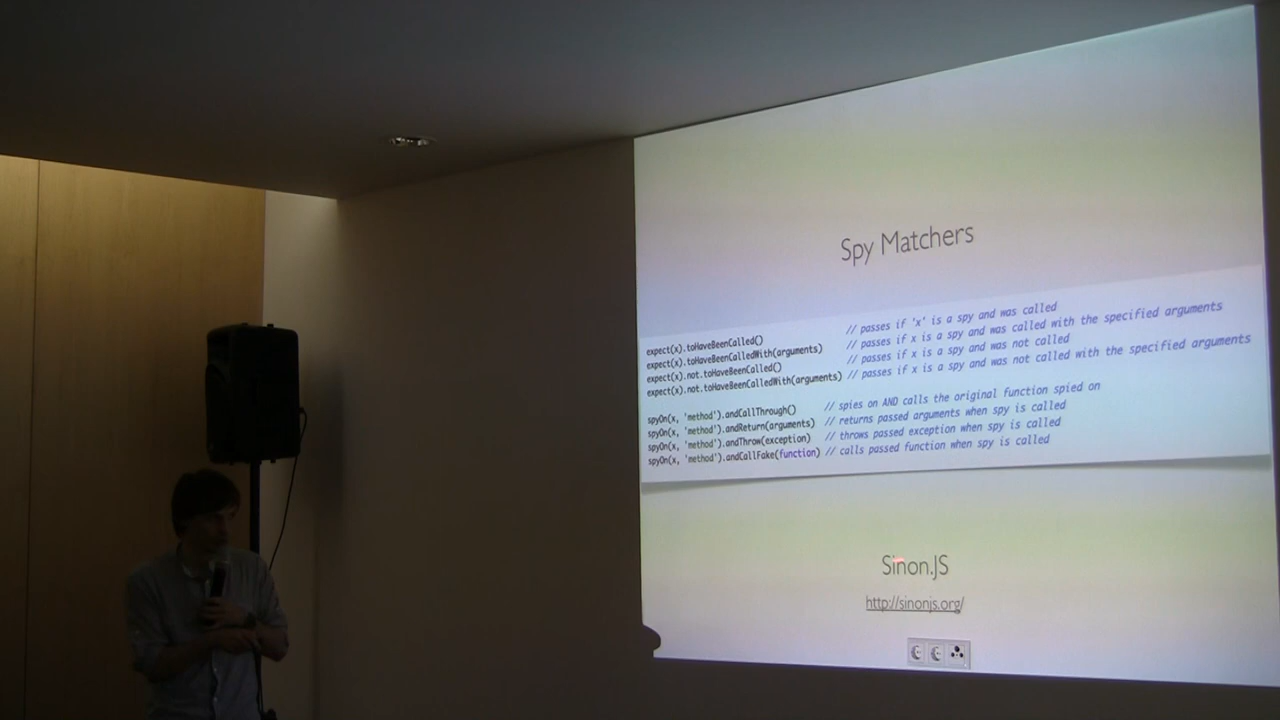 Spy Matchers
expect(x).toHaveBeenCalled() // passes if 'x' is a spy and was called
expect(x).toHaveBeenCalledWith(arguments) // passes if x is a spy and was called with the specified arguments
expect(x).not.toHaveBeenCalled() // passes if x is a spy and was not called
expect(x).not.toHaveBeenCalledWith(arguments) // passes if x is a spy and was not called with the specified arguments
spyOn(x, 'method').andCallThrough() // spies on AND calls the original function spied on
spyOn(x, 'method').andReturn(arguments) // returns passed arguments when spy is called
spyOn(x, 'method').andThrow(exception) // throws passed exception when spy is called
spyOn(x, 'method').andCallFake(function) // calls passed function when spy is called
Sinon.JS
http://sinonjs.org/